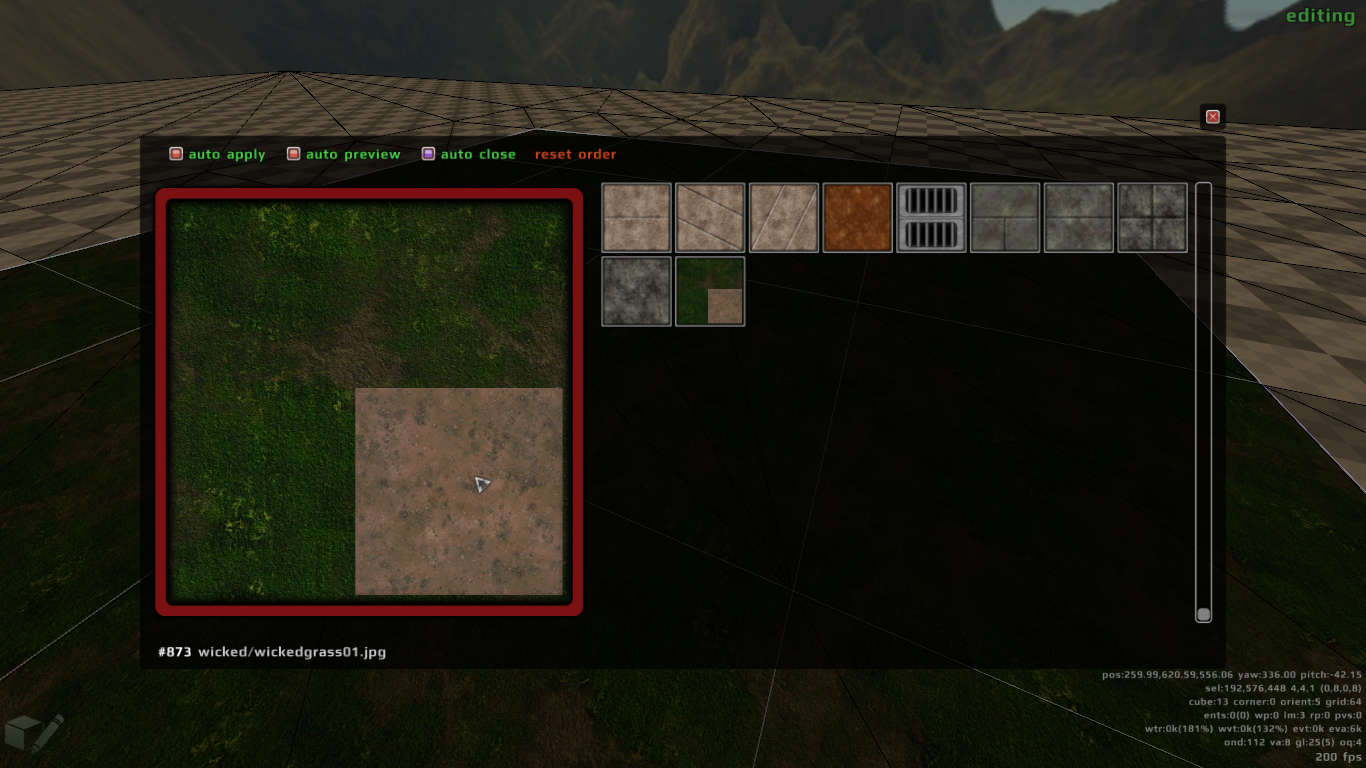 editing
auto apply auto preview auto close reset order
#873 wicked/wickedgrass01.jpg
pos:259.99,620.59,556.06 yaw:336.00 pitch:-42.15
sel:192,576,448 4,4,1 (0,8,0,8)
cube:13 corner:0 orient:5 grid:64
ents:0(0) wp:0 lm:3 rp:0 pvs:0
wtr:0k(181%) wvt:0k(132%) evt:0k eva:6k
ond:112 va:8 gl:25(5) oq:4
200 fps